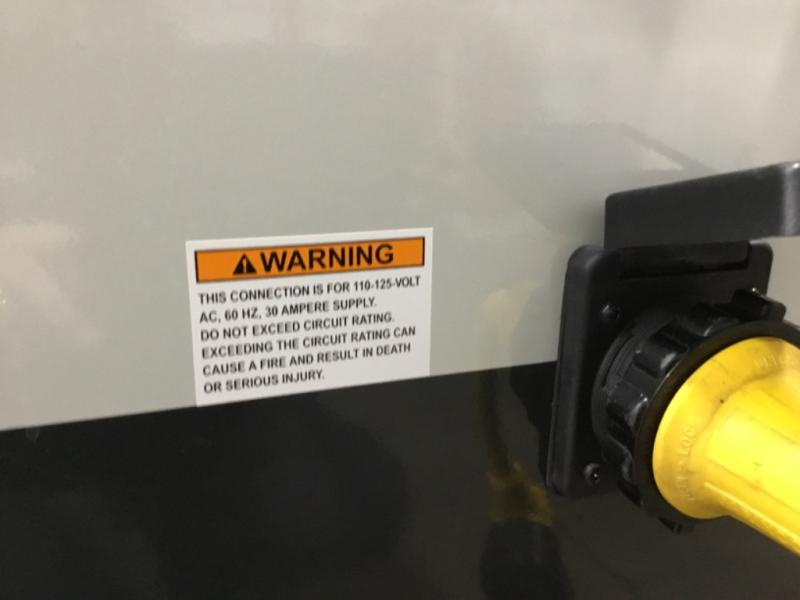 WARNING
THIS CONNECTION IS FOR 110-125-VOLT
AC, 60 HZ, 30 AMPERE SUPPLY.
DO NOT EXCEED CIRCUIT RATING.
EXCEEDING THE CIRCUIT RATING CAN
CAUSE A FIRE AND RESULT IN DEATH
OR SERIOUS INJURY.
LOCK